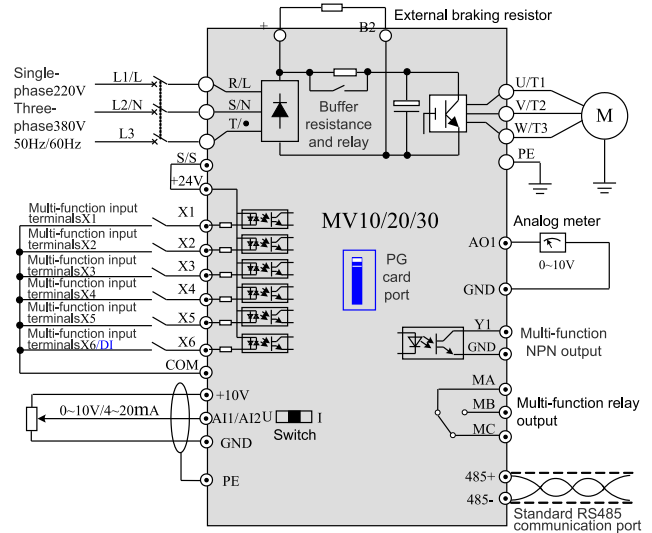 External braking resistor
+
B2
Single-
phase220V
Three-
phase380V
50Hz/60Hz
L1/L
L2/N
L3
R/L
S/N
T/•
Buffer
resistance
and relay
U/T1
V/T2
W/T3
M
PE
S/S
+24V
Multi-function input
terminalsX1
X1
Multi-function input
terminalsX2
X2
Multi-function input
terminalsX3
X3
Multi-function input
terminalsX4
X4
Multi-function input
terminalsX5
X5
Multi-function input
terminalsX6/DI
X6
COM
MV10/20/30
PG
card
port
Analog meter
AO1
0~10V
GND
Y1
GND
Multi-function
NPN output
MA
MB
MC
Multi-function relay
output
+10V
0~10V/4~20mA
AI1/AI2
U
I
Switch
GND
PE
485+
485-
Standard RS485
communication port